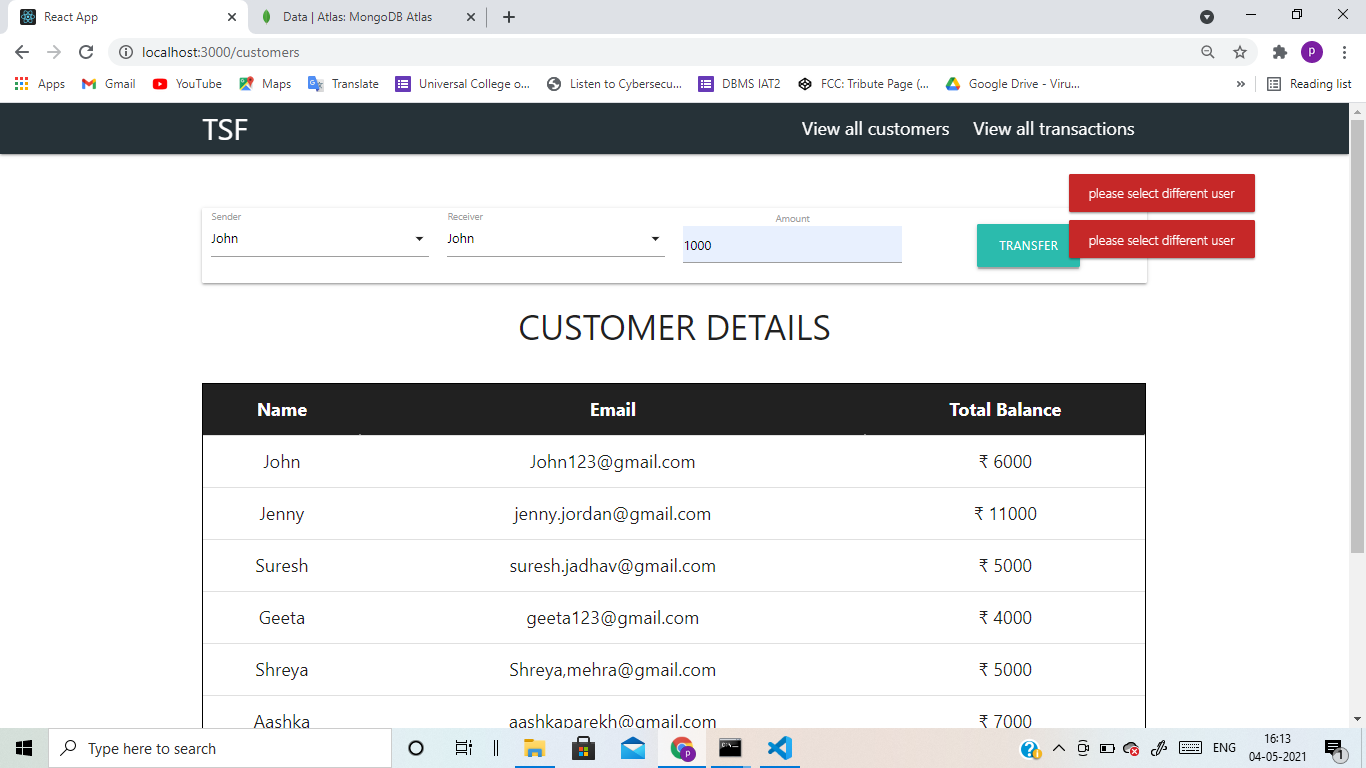 React App
Data | Atlas: MongoDB Atlas
localhost:3000/customers
P
Apps
Gmail
YouTube
Maps
Translate
Universal College o...
Listen to Cybersecu...
DBMS IAT2
FCC: Tribute Page (...
Google Drive - Viru...
»
Reading list
TSF
View all customers
View all transactions
please select different user
please select different user
Sender
Receiver
Amount
John
John
1000
TRANSFER
CUSTOMER DETAILS
Name Email Total Balance
John John123@gmail.com ₹ 6000
Jenny jenny.jordan@gmail.com ₹ 11000
Suresh suresh.jadhav@gmail.com ₹ 5000
Geeta geeta123@gmail.com ₹ 4000
Shreya Shreya,mehra@gmail.com ₹ 5000
Aashka aashkaparekh@gmail.com ₹ 7000
Type here to search
P
ENG
16:13
04-05-2021
1